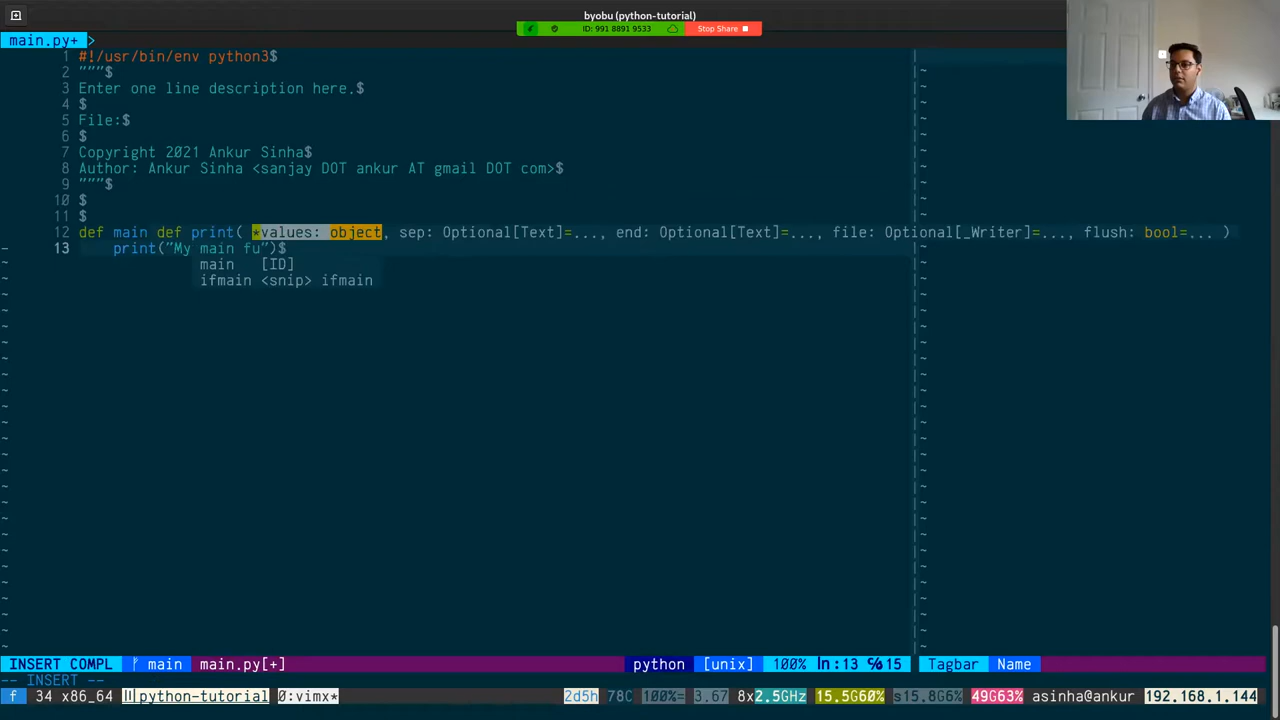 byobu (python-tutorial)
ID: 991 8891 9533 Stop Share
main.py+>
1 #!/usr/bin/env python3$
2 """$
3 Enter one line description here.$
4 $
5 File:$
6 $
7 Copyright 2021 Ankur Sinha$
8 Author: Ankur Sinha <sanjay DOT ankur AT gmail DOT com>$
9 """$
10 $
11 $
12 def main def print( *values: object, sep: Optional[Text]=..., end: Optional[Text]=..., file: Optional[_Writer]=..., flush: bool=... )
13 print("My main fu")$
main [ID]
ifmain <snip> ifmain
INSERT COMPL main main.py[+] python [unix] 100% ln:13 ℅15 Tagbar Name
-- INSERT --
f 34 x86_64 python-tutorial 0:vimx* 2d5h 78C 100%= 3.67 8x2.5GHz 15.5G60% s15.8G6% 49G63% asinha@ankur 192.168.1.144